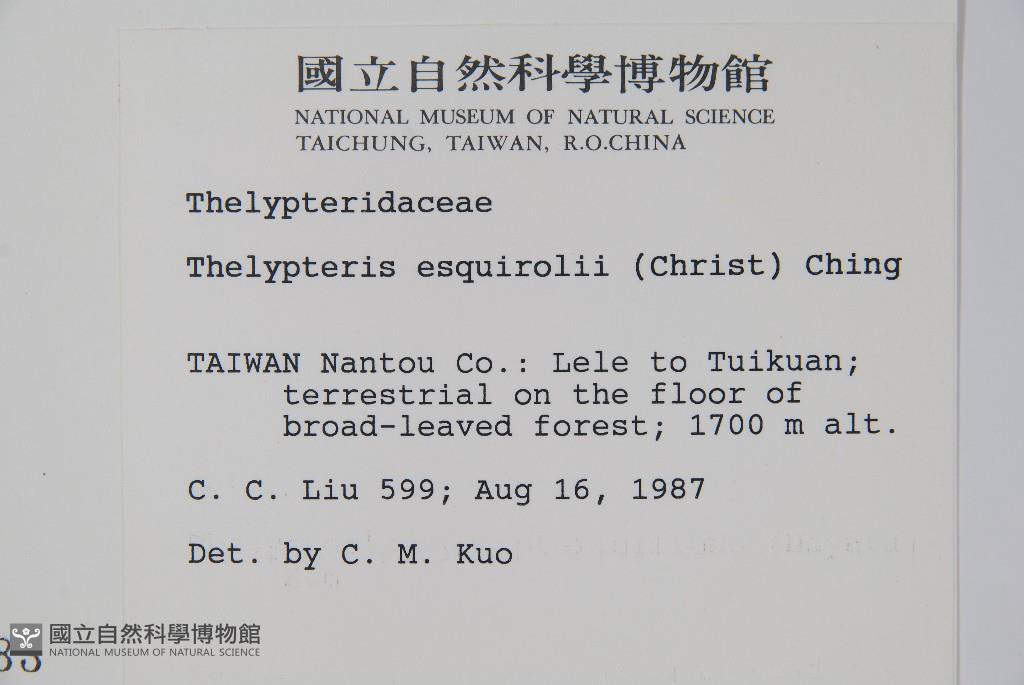 國立自然科學博物館
NATIONAL MUSEUM OF NATURAL SCIENCE
TAICHUNG, TAIWAN, R.O.CHINA
Thelypteridaceae
Thelypteris esquirolii (Christ) Ching
TAIWAN Nantou Co.: Lele to Tuikuan;
terrestrial on the floor of
broad-leaved forest; 1700 m alt.
C. C. Liu 599; Aug 16, 1987
Det. by C. M. Kuo
國立自然科學博物館
NATIONAL MUSEUM OF NATURAL SCIENCE